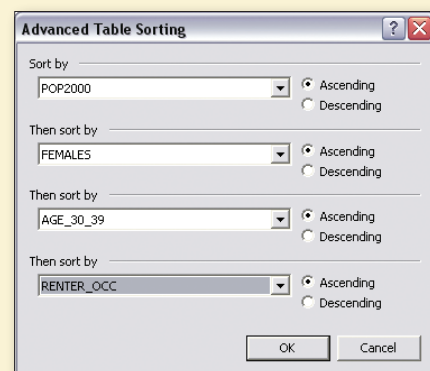 Advanced Table Sorting
Sort by
POP2000
Ascending
Descending
Then sort by
FEMALES
Ascending
Descending
Then sort by
AGE_30_39
Ascending
Descending
Then sort by
RENTER_OCC
Ascending
Descending
OK Cancel